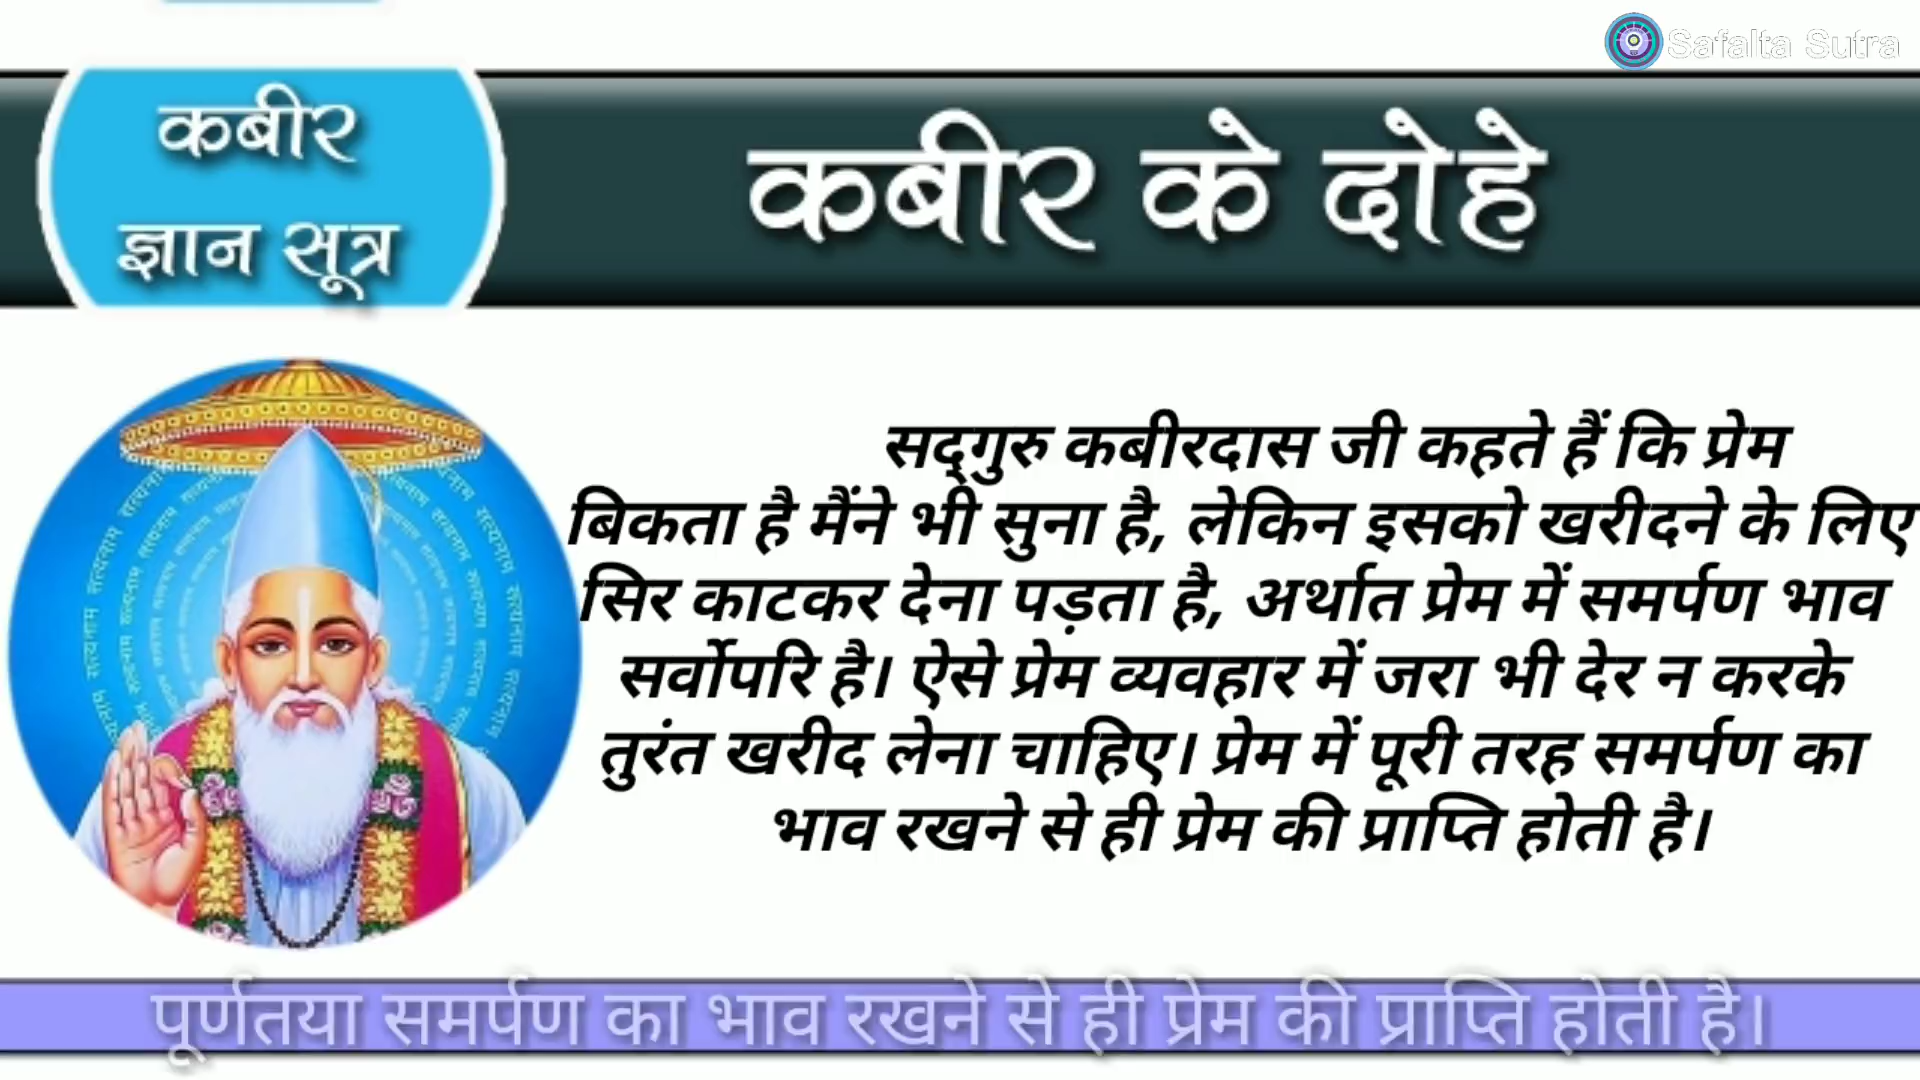 Safalta Sutra
कबीर
ज्ञान सूत्र
कबीर के दोहे
सद्गुरु कबीरदास जी कहते हैं कि प्रेम
बिकता है मैंने भी सुना है, लेकिन इसको खरीदने के लिए
सिर काटकर देना पड़ता है, अर्थात प्रेम में समर्पण भाव
सर्वोपरि है। ऐसे प्रेम व्यवहार में जरा भी देर न करके
तुरंत खरीद लेना चाहिए। प्रेम में पूरी तरह समर्पण का
भाव रखने से ही प्रेम की प्राप्ति होती है।
पूर्णतया समर्पण का भाव रखने से ही प्रेम की प्राप्ति होती है।